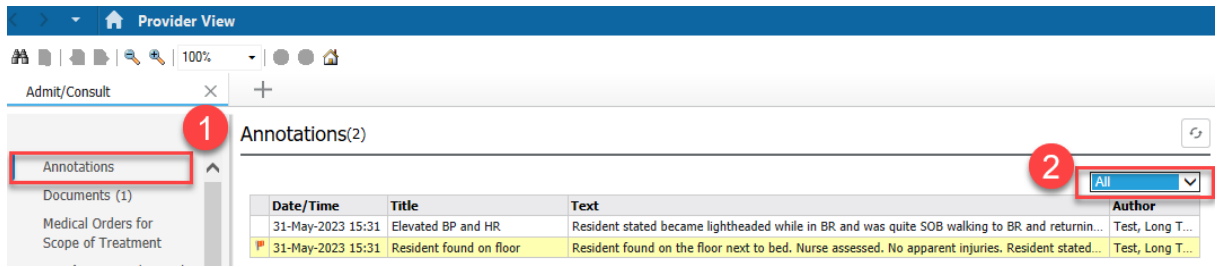 Provider View
100%
Admit/Consult
1
Annotations(2)
Annotations
2
All
Documents (1)
Date/Time Title Text Author
Medical Orders for
Scope of Treatment
31-May-2023 15:31 Elevated BP and HR Resident stated became lightheaded while in BR and was quite SOB walking to BR and returnin... Test, Long T...
31-May-2023 15:31 Resident found on floor Resident found on the floor next to bed. Nurse assessed. No apparent injuries. Resident stated... Test, Long T...